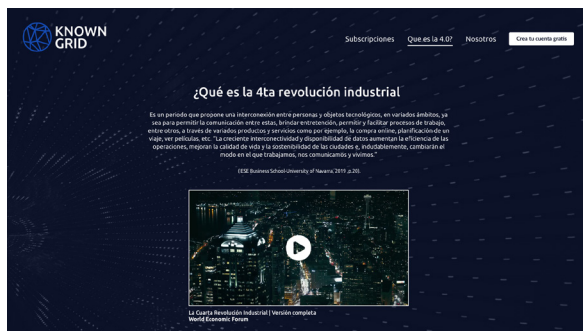 KNOWN
GRID
Subscripciones
Que es la 4.0?
Nosotros
Crea tu cuenta gratis
¿Qué es la 4ta revolución industrial
Es un periodo que propone una interconexión entre personas y objetos tecnológicos, en variados ámbitos, ya
sea para permitir la comunicación entre estas, brindar entretención, permitir y facilitar procesos de trabajo,
entre otros, a través de variados productos y servicios como por ejemplo, la compra online, planificación de un
viaje, ver películas, etc. "La creciente interconectividad y disponibilidad de datos aumentan la eficiencia de las
operaciones, mejoran la calidad de vida y la sostenibilidad de las ciudades e, indudablemente, cambiarán el
modo en el que trabajamos, nos comunicamos y vivimos."
(IESE Business School-University of Navarra, 2019 ,p.20).
La Cuarta Revolución Industrial | Versión completa
World Economic Forum